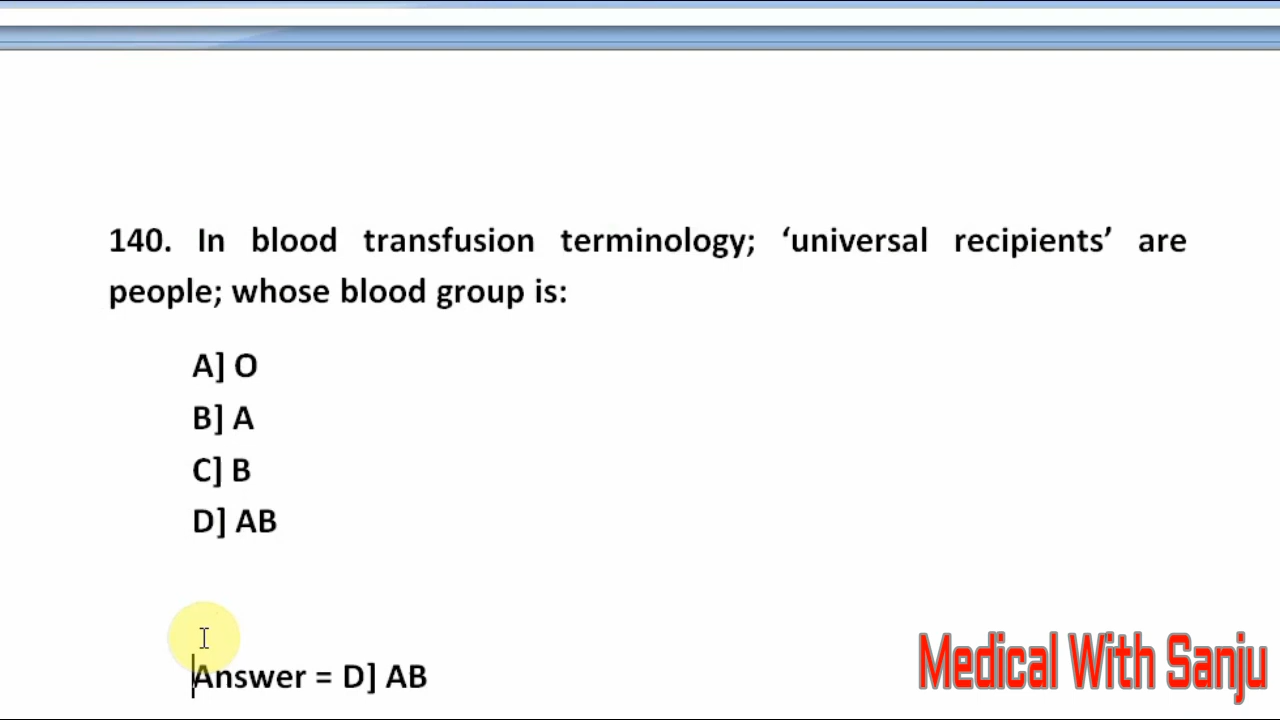 140. In blood transfusion terminology; ‘universal recipients’ are
people; whose blood group is:
A] O
B] A
C] B
D] AB
Answer = D] AB
Medical With Sanju